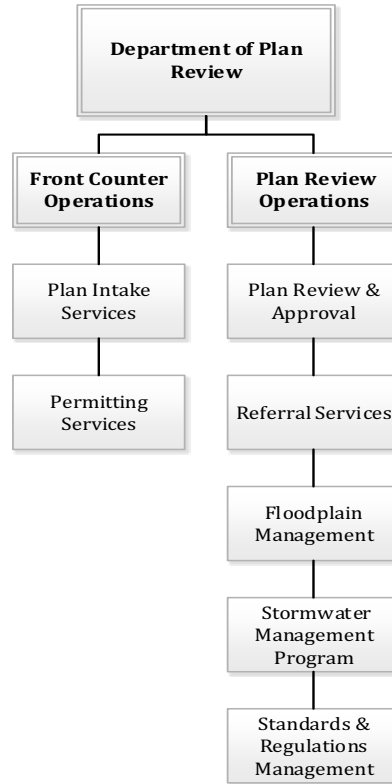 Department of Plan
Review
Front Counter
Operations
Plan Intake
Services
Permitting
Services
Plan Review
Operations
Plan Review &
Approval
Referral Services
Floodplain
Management
Stormwater
Management
Program
Standards &
Regulations
Management